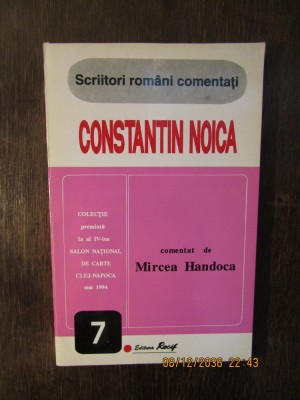 Scriitori români comentați
CONSTANTIN NOICA
COLECȚIE
premiată
la al IV-lea
SALON NAȚIONAL
DE CARTE
CLUJ-NAPOCA
mai 1994
comentat de
Mircea Handoca
7
Editura Recif
08/12/2036 22:43